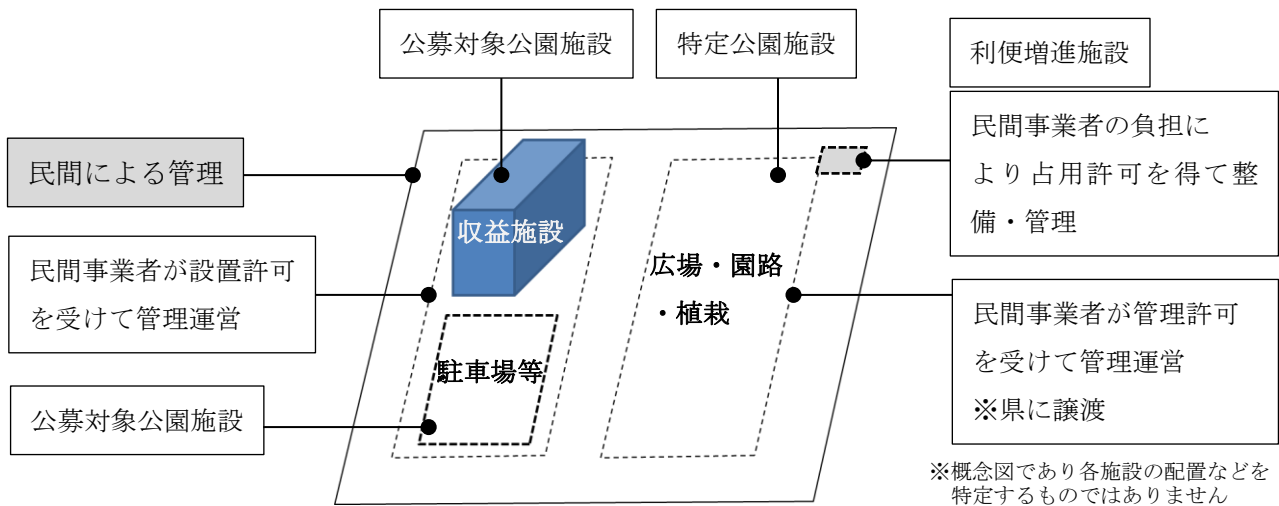 公募対象公園施設
特定公園施設
利便増進施設
民間事業者の負担に
より占用許可を得て整
備・管理
民間による管理
収益施設
民間事業者が設置許可
を受けて管理運営
広場・園路
・植栽
民間事業者が管理許可
を受けて管理運営
※県に譲渡
駐車場等
公募対象公園施設
※概念図であり各施設の配置などを
特定するものではありません